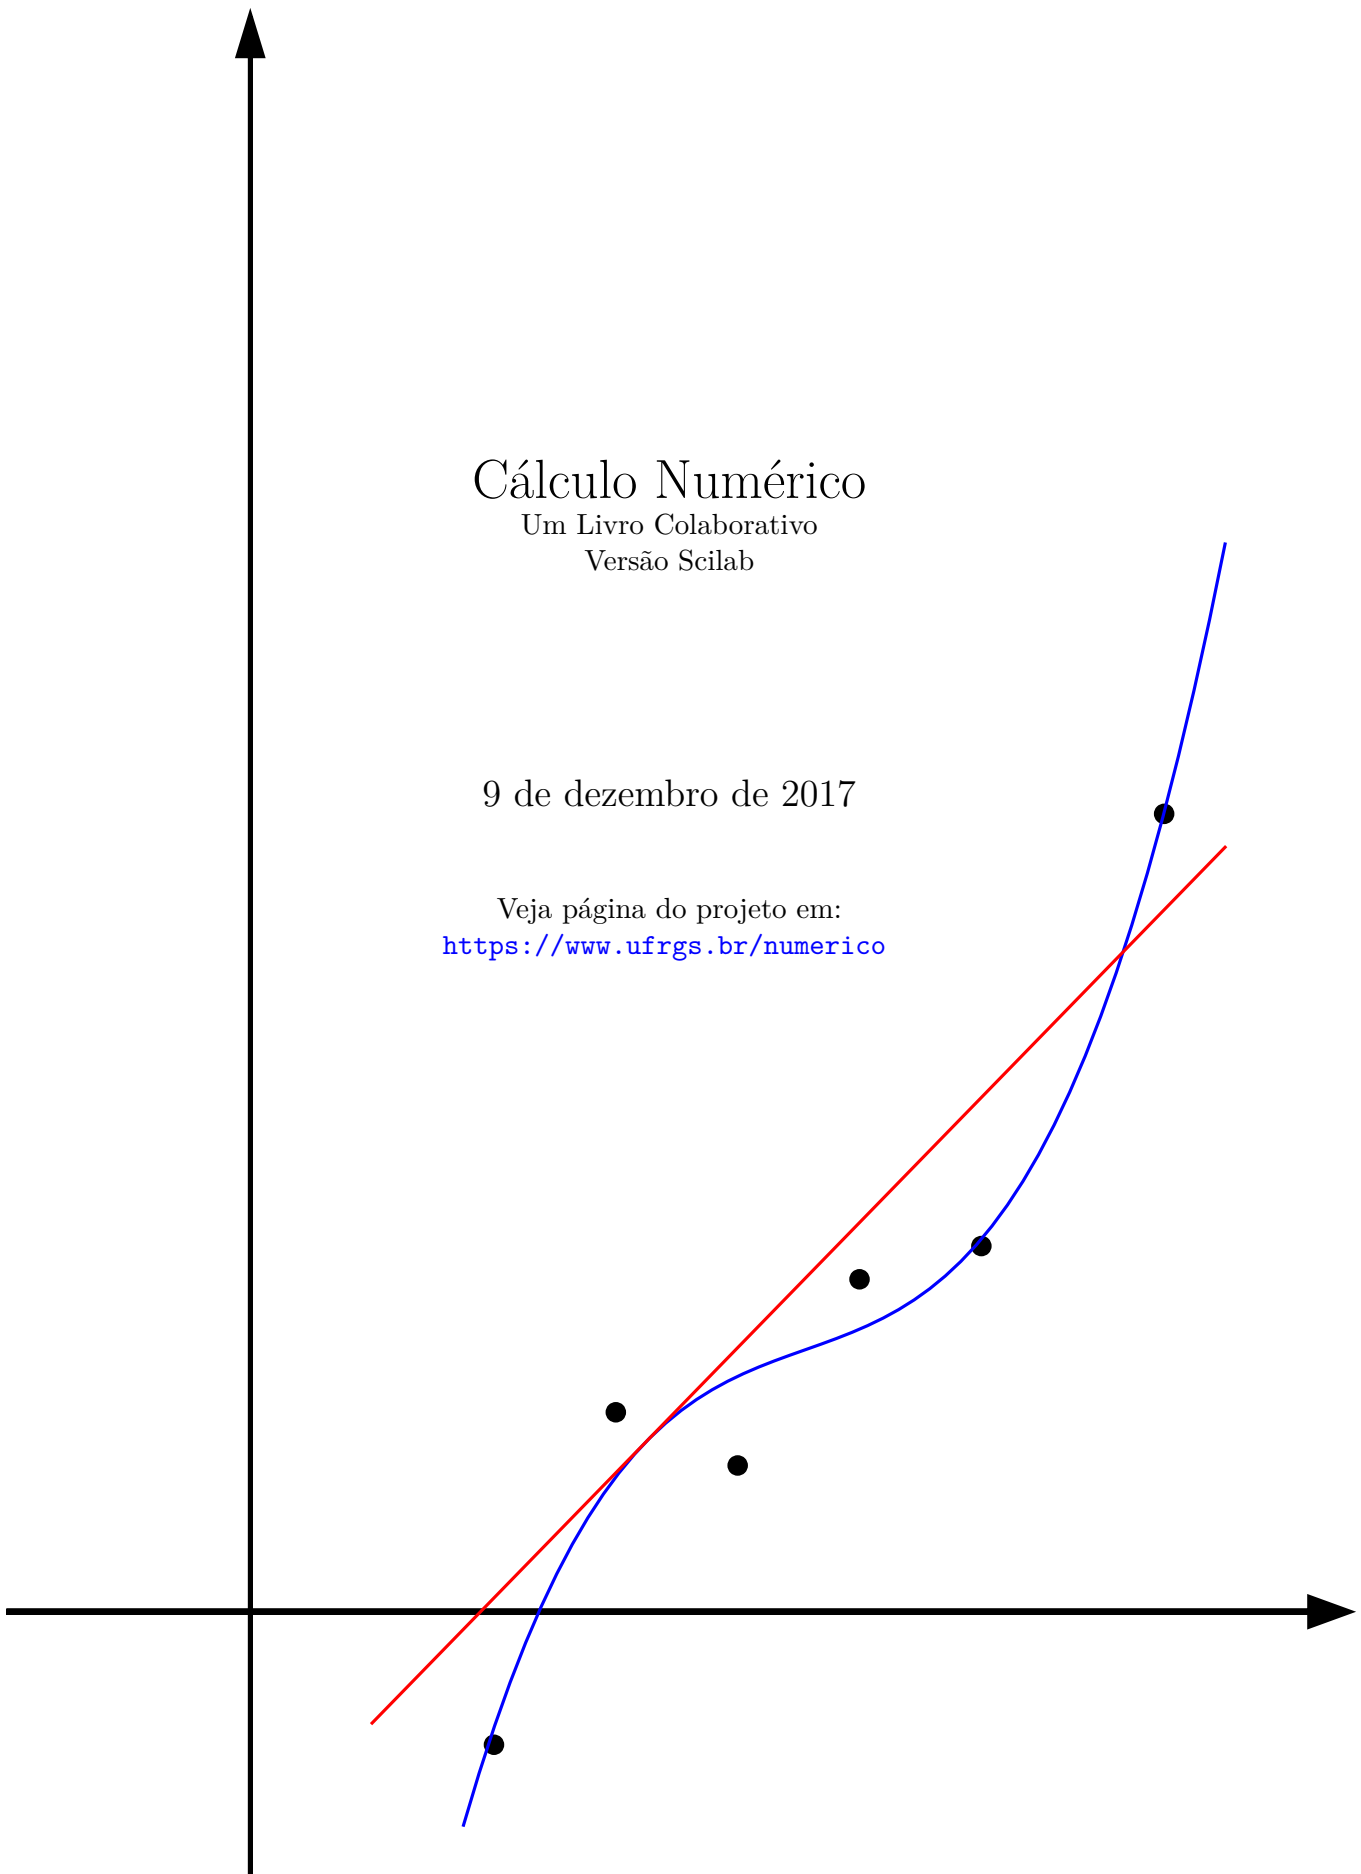 Cálculo Numérico
Um Livro Colaborativo
Versão Scilab
9 de dezembro de 2017
Veja página do projeto em:
https://www.ufrgs.br/numerico